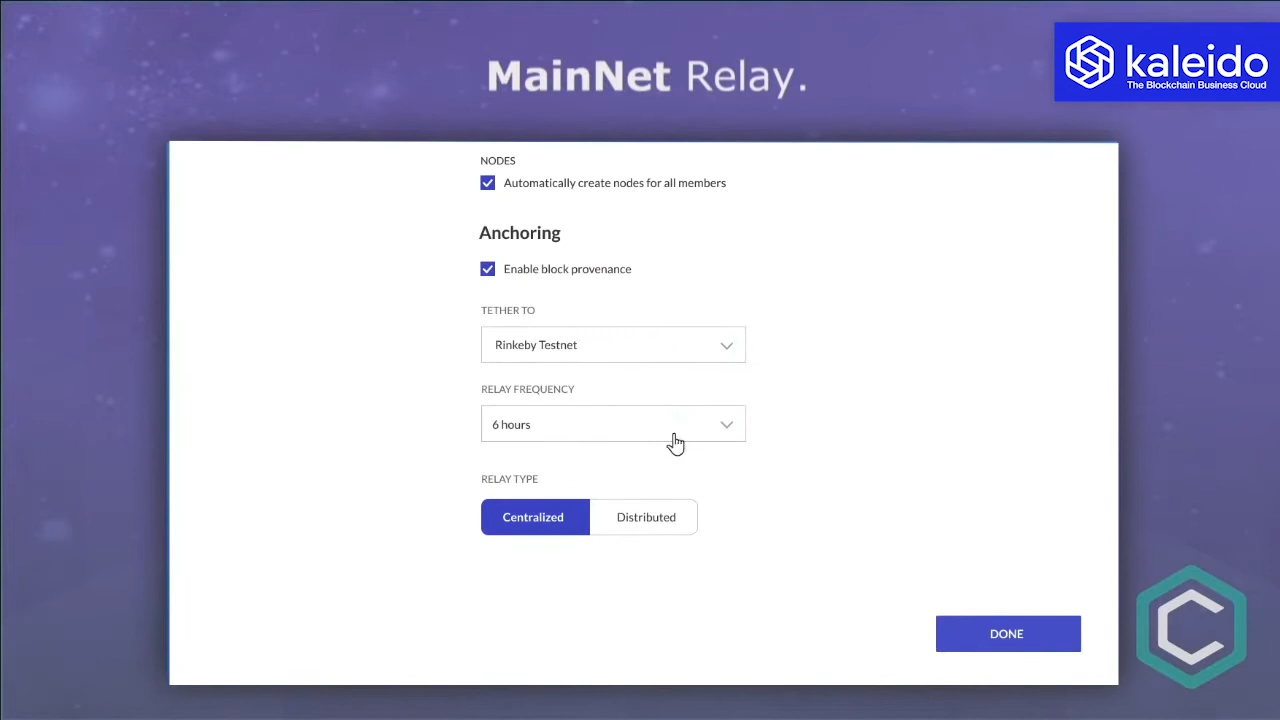 MainNet Relay.
kaleido
The Blockchain Business Cloud
NODES
Automatically create nodes for all members
Anchoring
Enable block provenance
TETHER TO
Rinkeby Testnet
RELAY FREQUENCY
6 hours
RELAY TYPE
Centralized
Distributed
DONE